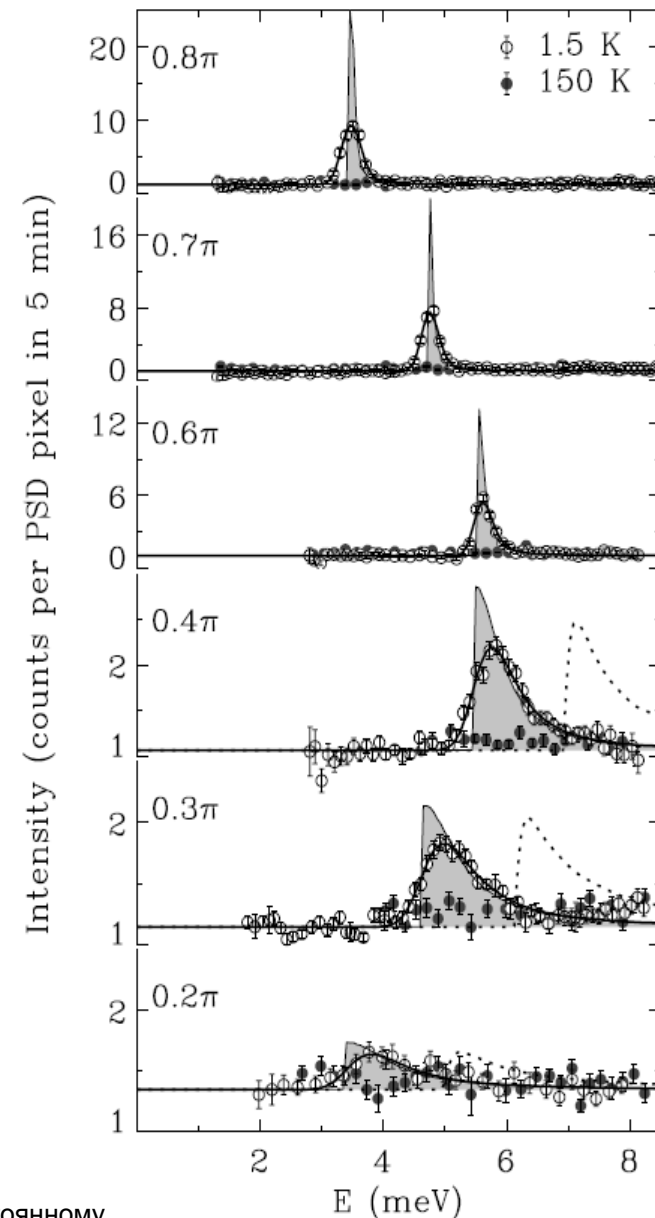 20
10
0
0.8π
1.5 K
150 K
16
8
0
0.7π
12
6
0
0.6π
2
1
0.4π
2
1
0.3π
2
1
0.2π
Intensity (counts per PSD pixel in 5 min)
2 4 6 8
E (meV)